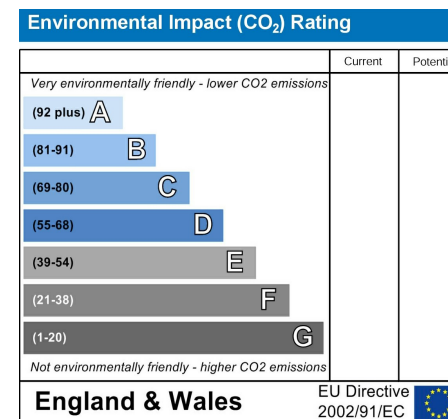 Environmental Impact (CO₂) Rating
Current Potenti
Very environmentally friendly - lower CO2 emissions
(92 plus) A
(81-91) B
(69-80) C
(55-68) D
(39-54) E
(21-38) F
(1-20) G
Not environmentally friendly - higher CO2 emissions
England & Wales
EU Directive
2002/91/EC